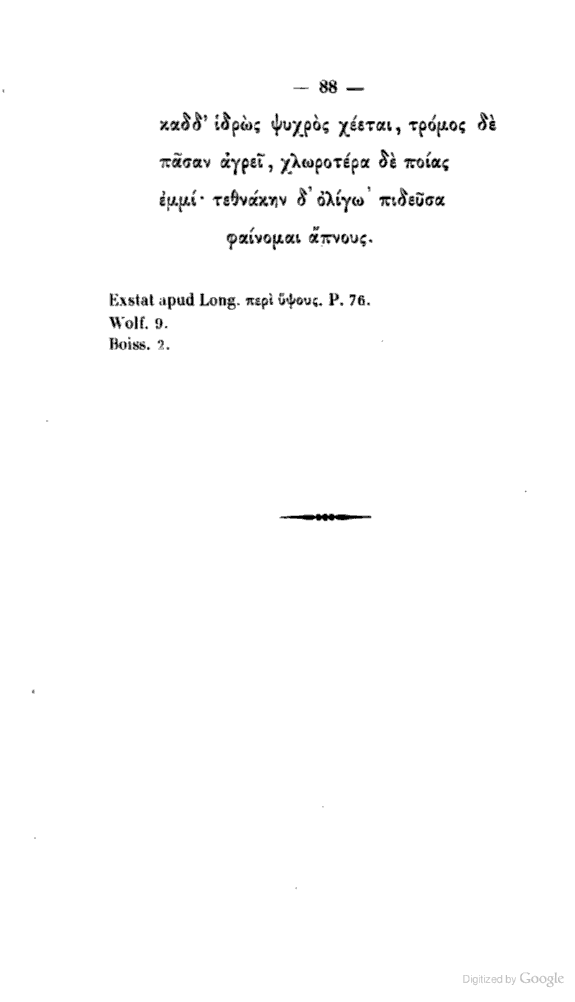 — 88 —
καδδ’ ἱδρὼς ψυχρὸς χέεται, τρόμος δὲ
πᾶσαν ἀγρεῖ, χλωροτέρα δὲ ποίας
ἐμμί· τεθνάκην δ’ ὀλίγω ’ πιδεῦσα
φαίνομαι ἄπνους.
Exstat apud Long. περὶ ὕψους. P. 76.
Wolf. 9.
Boiss. 2.
Digitized by Google